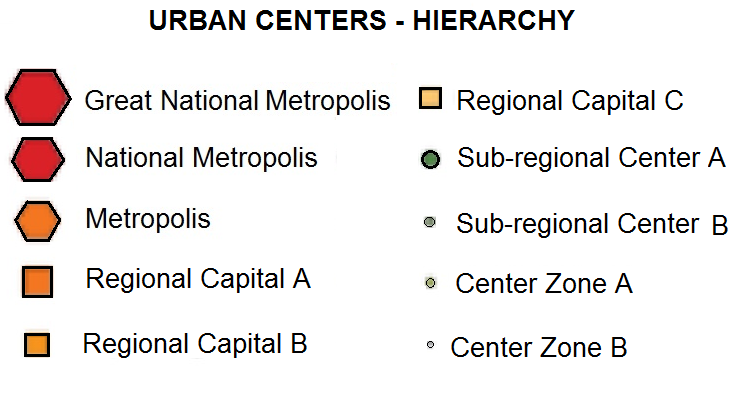 URBAN CENTERS - HIERARCHY
Great National Metropolis
National Metropolis
Metropolis
Regional Capital A
Regional Capital B
Regional Capital C
Sub-regional Center A
Sub-regional Center B
Center Zone A
Center Zone B